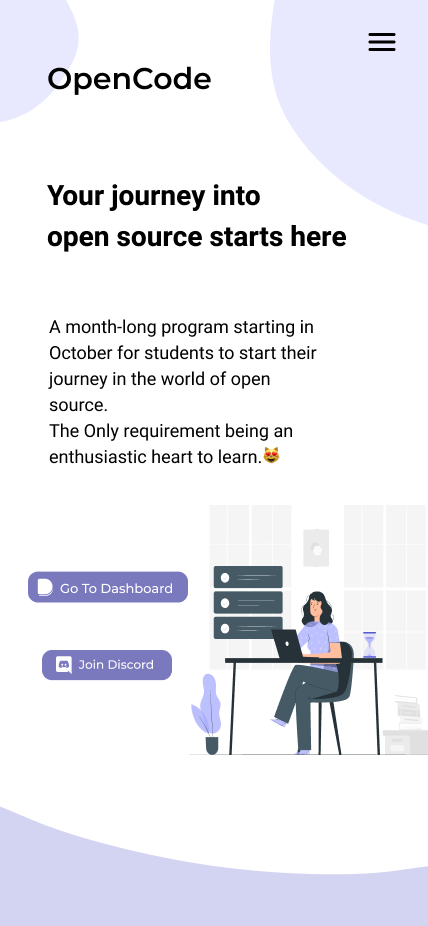 OpenCode
Your journey into
open source starts here
A month-long program starting in
October for students to start their
journey in the world of open
source.
The Only requirement being an
enthusiastic heart to learn.😻
Go To Dashboard
Join Discord